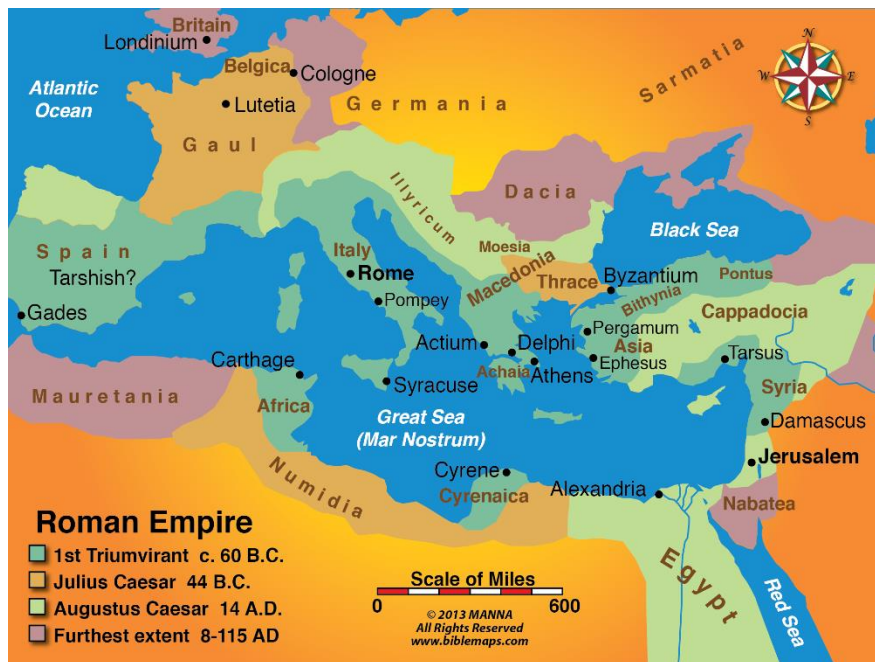 Britain
Londinium
Belgica
Cologne
Atlantic
Ocean
Lutetia
Germania
Sarmatia
N
W
E
S
Gaul
Dacia
Illyricum
Black Sea
Spain
Tarshish?
Italy
Rome
Moesia
Macedonia
Thrace
Byzantium
Pontus
Bithynia
Cappadocia
Gades
Pompey
Pergamum
Asia
Actium
Delphi
Ephesus
Tarsus
Carthage
Achaia
Athens
Mauretania
Africa
Syracuse
Syria
Great Sea
(Mar Nostrum)
Damascus
Jerusalem
Numidia
Cyrene
Cyrenaica
Alexandria
Nabatea
Egypt
Red Sea
Roman Empire
1st Triumvirant c. 60 B.C.
Julius Caesar 44 B.C.
Augustus Caesar 14 A.D.
Furthest extent 8-115 AD
Scale of Miles
0
600
© 2013 MANNA
All Rights Reserved
www.biblemaps.com